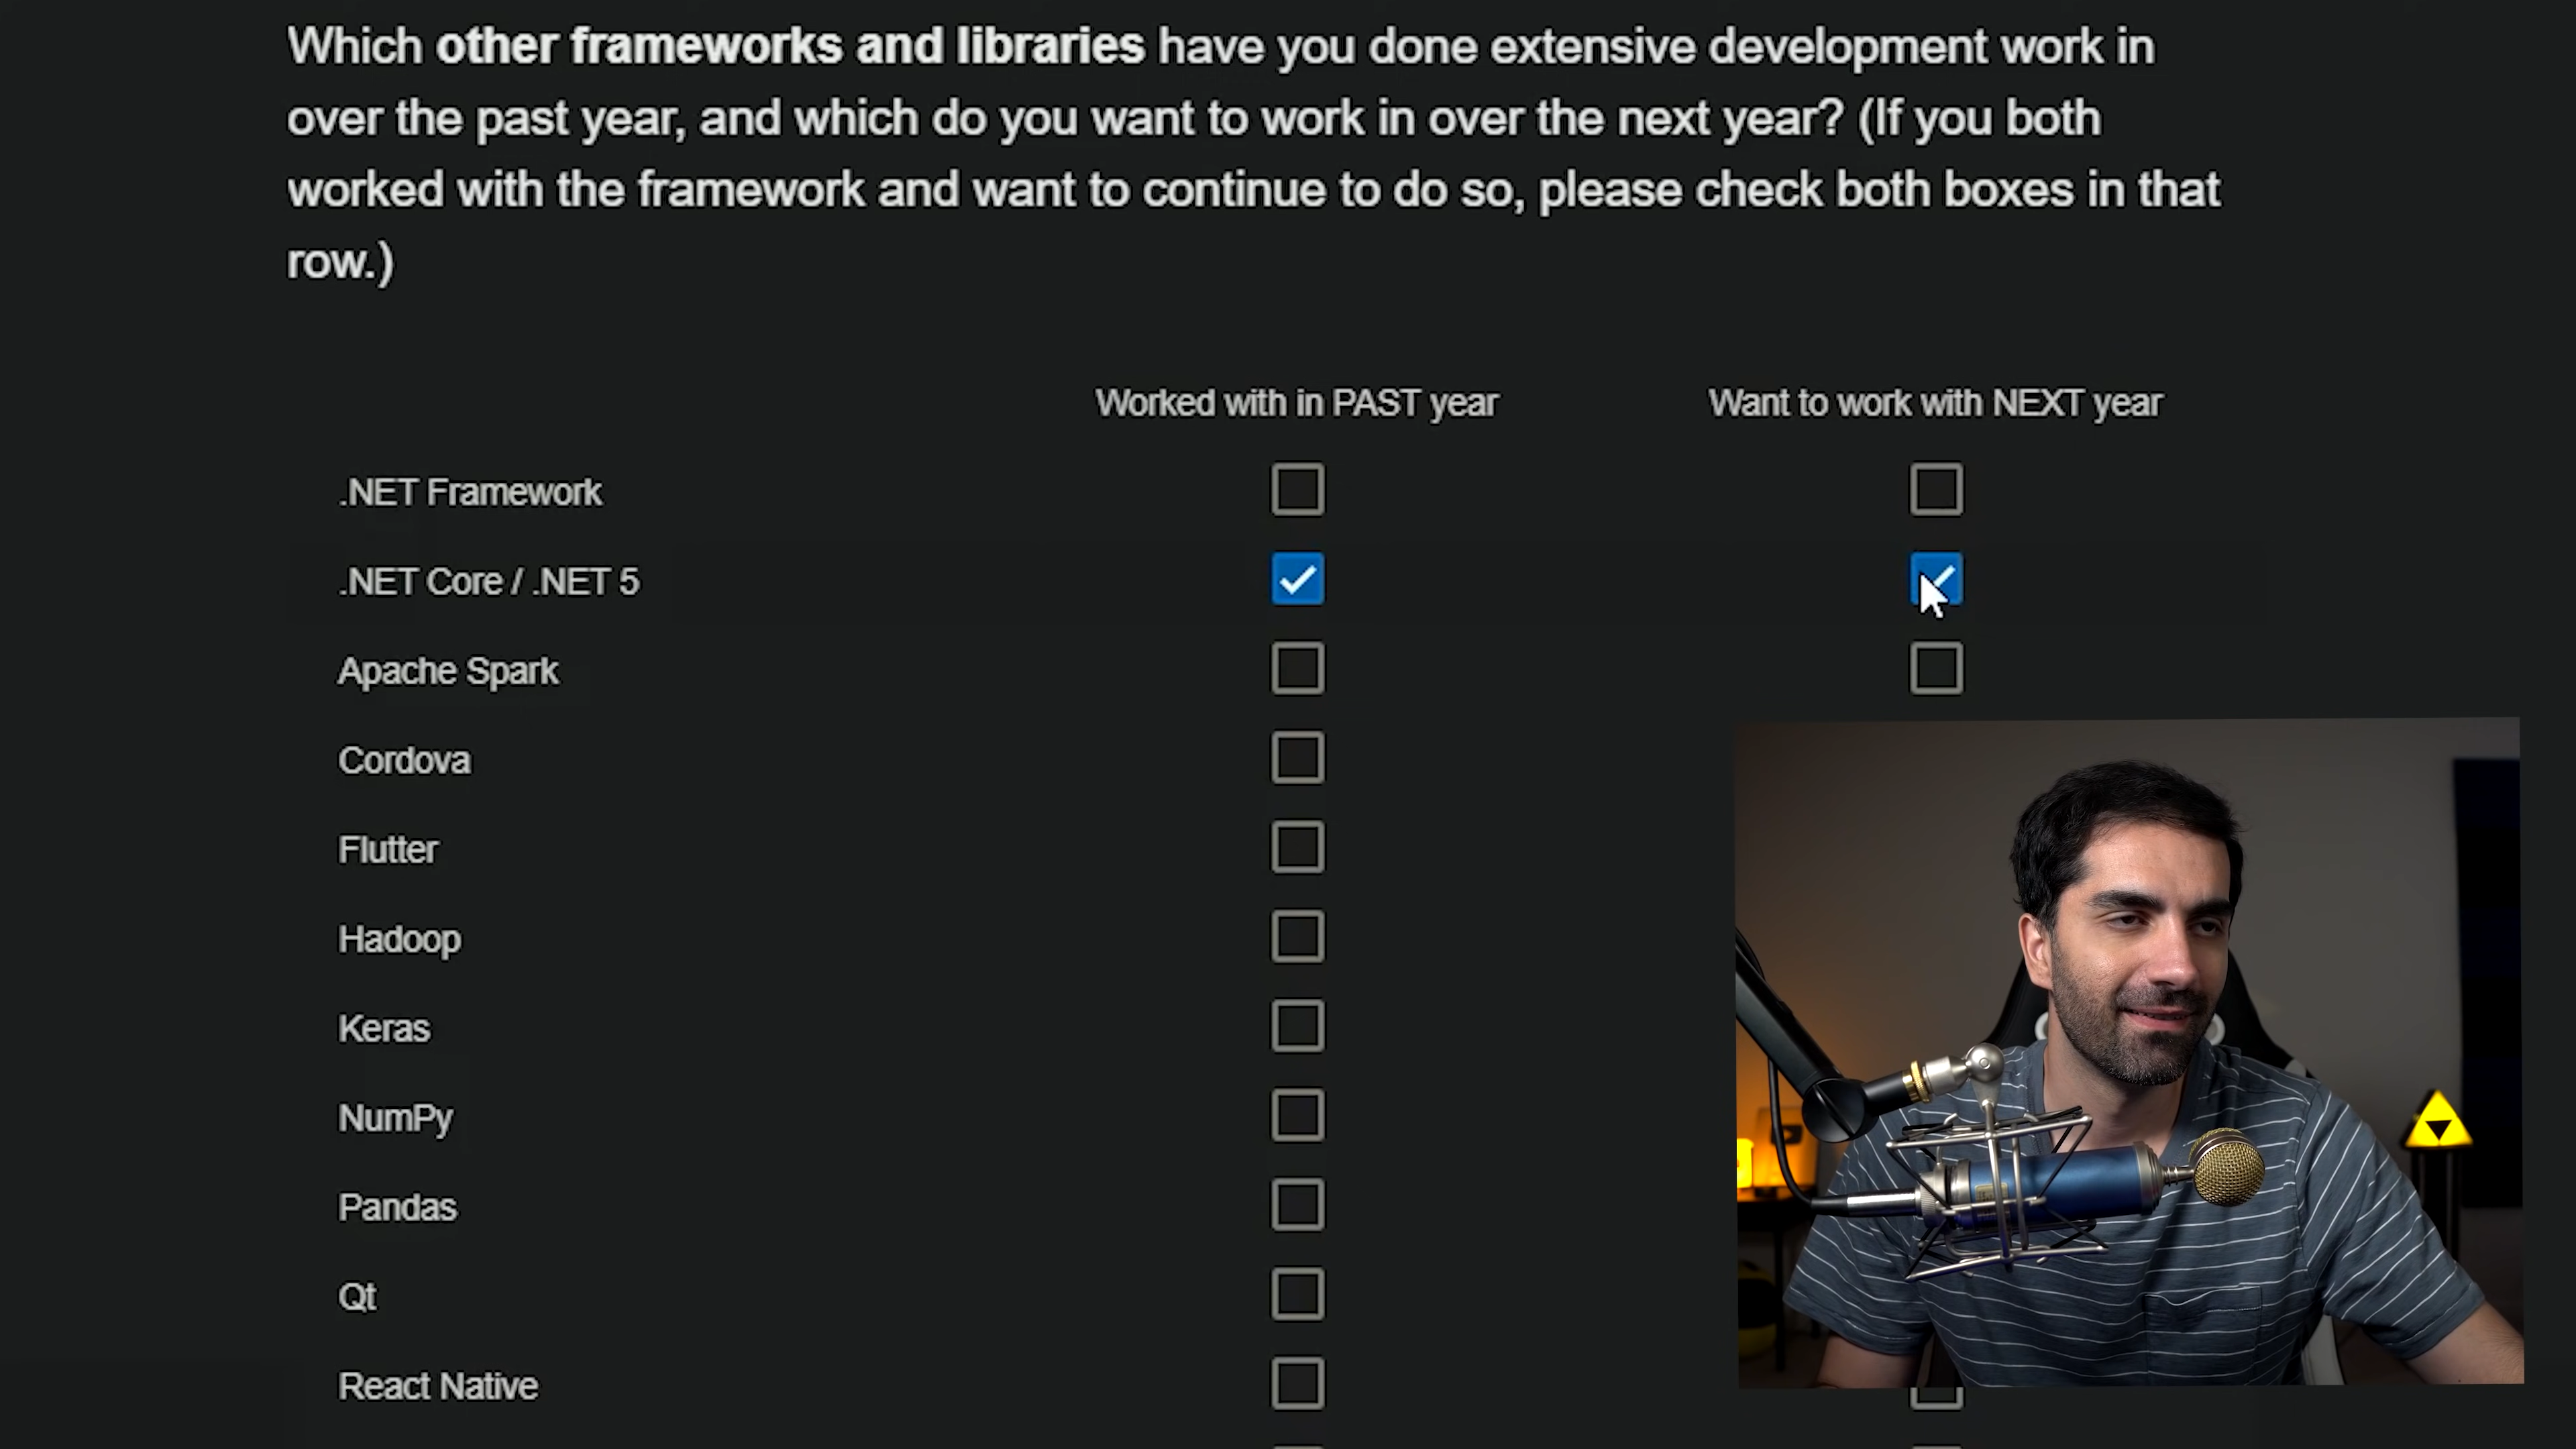 Which other frameworks and libraries have you done extensive development work in
over the past year, and which do you want to work in over the next year? (If you both
worked with the framework and want to continue to do so, please check both boxes in that
row.)
Worked with in PAST year Want to work with NEXT year
.NET Framework
.NET Core / .NET 5
Apache Spark
Cordova
Flutter
Hadoop
Keras
NumPy
Pandas
Qt
React Native